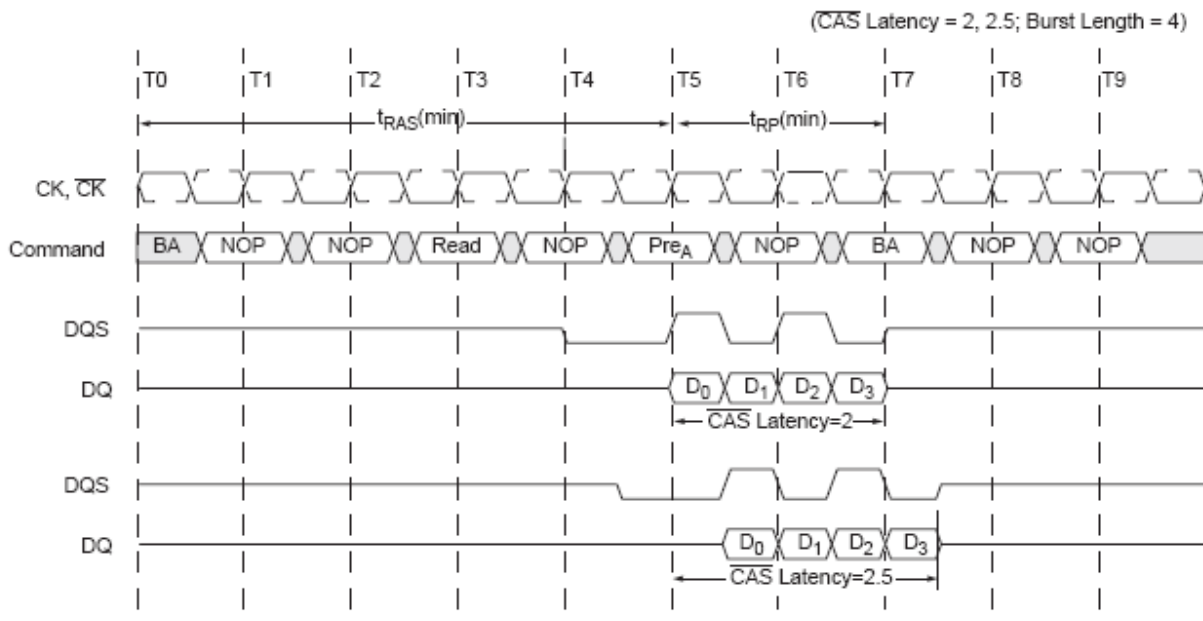 (CAS Latency = 2, 2.5; Burst Length = 4)
T0 T1 T2 T3 T4 T5 T6 T7 T8 T9
tRAS(min) tRP(min)
CK, CK
Command BA NOP NOP Read NOP PreA NOP BA NOP NOP
DQS
DQ D0 D1 D2 D3
CAS Latency=2
DQS
DQ D0 D1 D2 D3
CAS Latency=2.5